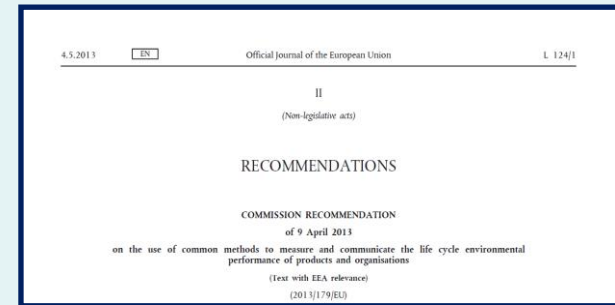 4.5.2013 EN Official Journal of the European Union L 124/1
II
(Non-legislative acts)
RECOMMENDATIONS
COMMISSION RECOMMENDATION
of 9 April 2013
on the use of common methods to measure and communicate the life cycle environmental
performance of products and organisations
(Text with EEA relevance)
(2013/179/EU)